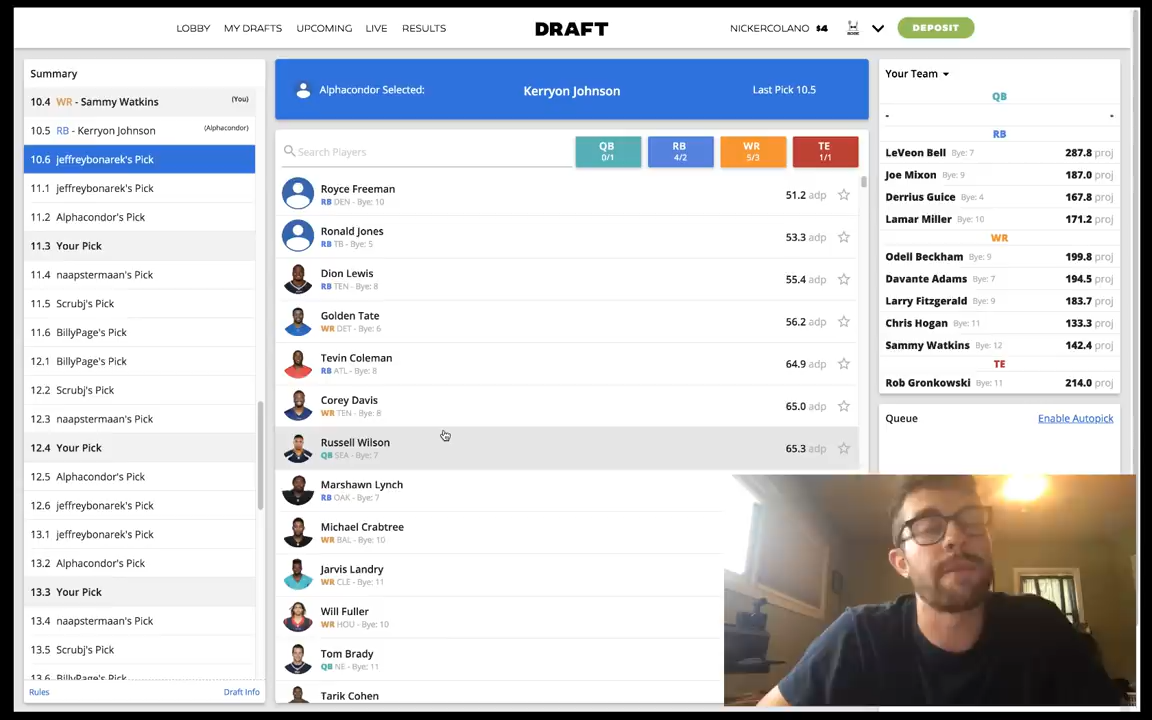 LOBBY MY DRAFTS UPCOMING LIVE RESULTS DRAFT NICKERCOLANO $4 DEPOSIT
Summary
10.4 WR - Sammy Watkins (You)
10.5 RB - Kerryon Johnson (Alphacondor)
10.6 jeffreybonarek's Pick
11.1 jeffreybonarek's Pick
11.2 Alphacondor's Pick
11.3 Your Pick
11.4 naapstermaan's Pick
11.5 Scrubj's Pick
11.6 BillyPage's Pick
12.1 BillyPage's Pick
12.2 Scrubj's Pick
12.3 naapstermaan's Pick
12.4 Your Pick
12.5 Alphacondor's Pick
12.6 jeffreybonarek's Pick
13.1 jeffreybonarek's Pick
13.2 Alphacondor's Pick
13.3 Your Pick
13.4 naapstermaan's Pick
13.5 Scrubj's Pick
13.6 BillyPage's Pick
Rules Draft Info
Alphacondor Selected: Kerryon Johnson Last Pick 10.5
Search Players
QB RB WR TE
0/1 4/2 5/3 1/1
Royce Freeman 51.2 adp
RB DEN - Bye: 10
Ronald Jones 53.3 adp
RB TB - Bye: 5
Dion Lewis 55.4 adp
RB TEN - Bye: 8
Golden Tate 56.2 adp
WR DET - Bye: 6
Tevin Coleman 64.9 adp
RB ATL - Bye: 8
Corey Davis 65.0 adp
WR TEN - Bye: 8
Russell Wilson 65.3 adp
QB SEA - Bye: 7
Marshawn Lynch
RB OAK - Bye: 7
Michael Crabtree
WR BAL - Bye: 10
Jarvis Landry
WR CLE - Bye: 11
Will Fuller
WR HOU - Bye: 10
Tom Brady
QB NE - Bye: 11
Tarik Cohen
Your Team
QB
- -
RB
LeVeon Bell Bye: 7 287.8 proj
Joe Mixon Bye: 9 187.0 proj
Derrius Guice Bye: 4 167.8 proj
Lamar Miller Bye: 10 171.2 proj
WR
Odell Beckham Bye: 9 199.8 proj
Davante Adams Bye: 7 194.5 proj
Larry Fitzgerald Bye: 9 183.7 proj
Chris Hogan Bye: 11 133.3 proj
Sammy Watkins Bye: 12 142.4 proj
TE
Rob Gronkowski Bye: 11 214.0 proj
Queue Enable Autopick